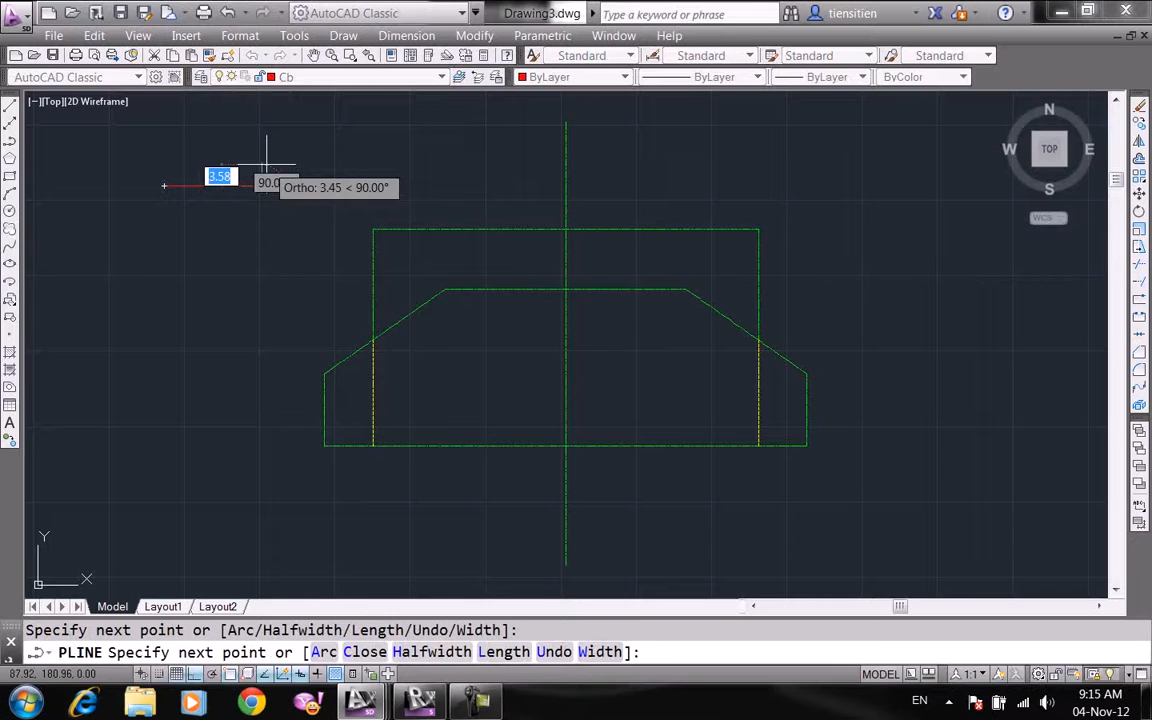 SD
AutoCAD Classic
Drawing3.dwg
Type a keyword or phrase
tiensitien
File Edit View Insert Format Tools Draw Dimension Modify Parametric Window Help
Standard Standard Standard Standard
AutoCAD Classic
Cb
ByLayer ByLayer ByLayer ByColor
[−][Top][2D Wireframe]
N
W TOP E
S
WCS
3.58
90.0
Ortho: 3.45 < 90.00°
Y
X
Model Layout1 Layout2
Specify next point or [Arc/Halfwidth/Length/Undo/Width]:
PLINE Specify next point or [Arc Close Halfwidth Length Undo Width]:
87.92, 180.96, 0.00
MODEL
1:1
EN
9:15 AM
04-Nov-12